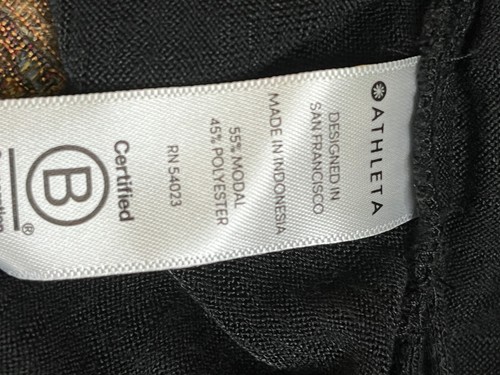 ATHLETA
DESIGNED IN
SAN FRANCISCO
MADE IN INDONESIA
55% MODAL
45% POLYESTER
RN 54023
Certified
B
®